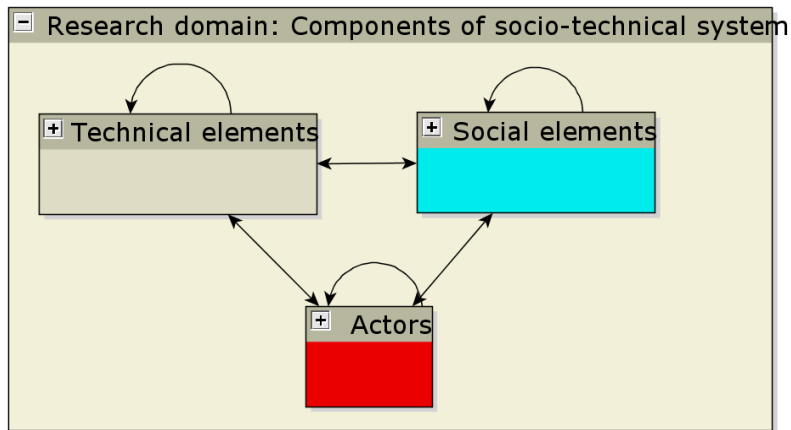 Research domain: Components of socio-technical system
Technical elements
Social elements
Actors